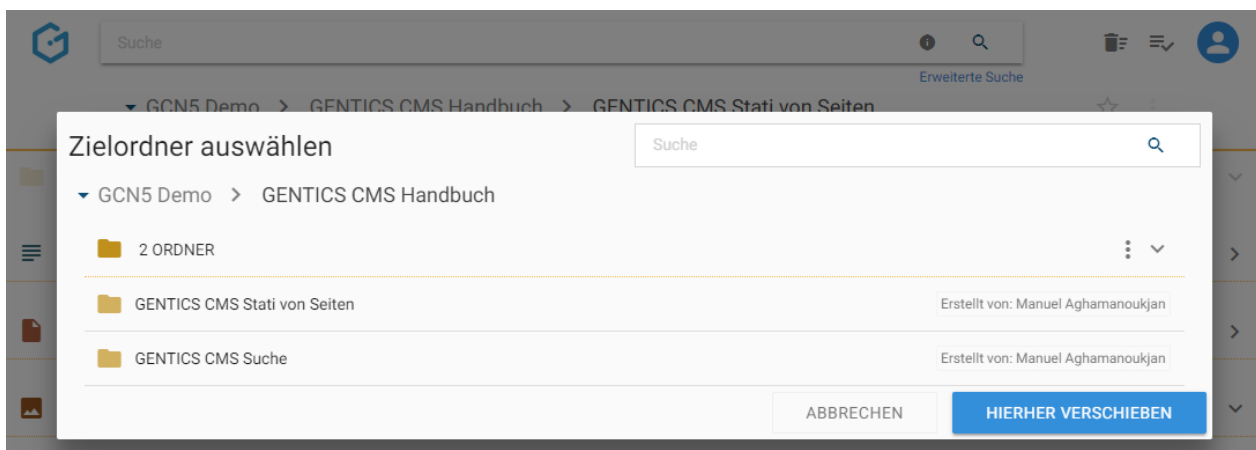 Suche
Erweiterte Suche
GCN5 Demo > GENTICS CMS Handbuch > GENTICS CMS Stati von Seiten
Zielordner auswählen
Suche
GCN5 Demo > GENTICS CMS Handbuch
2 ORDNER
GENTICS CMS Stati von Seiten Erstellt von: Manuel Aghamanoukjan
GENTICS CMS Suche Erstellt von: Manuel Aghamanoukjan
ABBRECHEN HIERHER VERSCHIEBEN